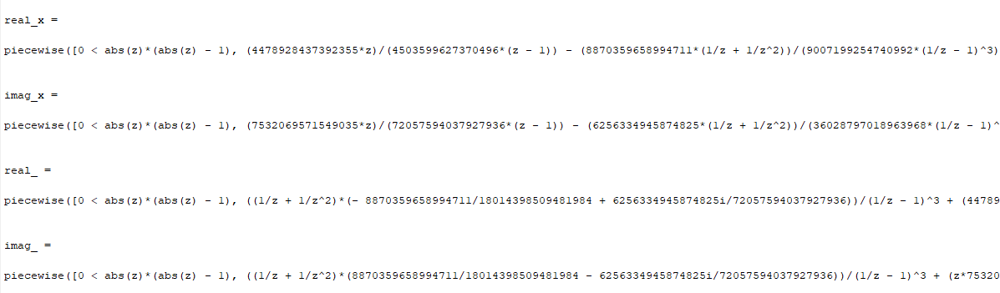 real_x =
piecewise([0 < abs(z)*(abs(z) - 1), (4478928437392355*z)/(4503599627370496*(z - 1)) - (8870359658994711*(1/z + 1/z^2))/(9007199254740992*(1/z - 1)^3)
imag_x =
piecewise([0 < abs(z)*(abs(z) - 1), (7532069571549035*z)/(72057594037927936*(z - 1)) - (6256334945874825*(1/z + 1/z^2))/(36028797018963968*(1/z - 1)^
real_ =
piecewise([0 < abs(z)*(abs(z) - 1), ((1/z + 1/z^2)*(- 8870359658994711/18014398509481984 + 6256334945874825i/72057594037927936))/(1/z - 1)^3 + (44789
imag_ =
piecewise([0 < abs(z)*(abs(z) - 1), ((1/z + 1/z^2)*(8870359658994711/18014398509481984 - 6256334945874825i/72057594037927936))/(1/z - 1)^3 + (z*75320